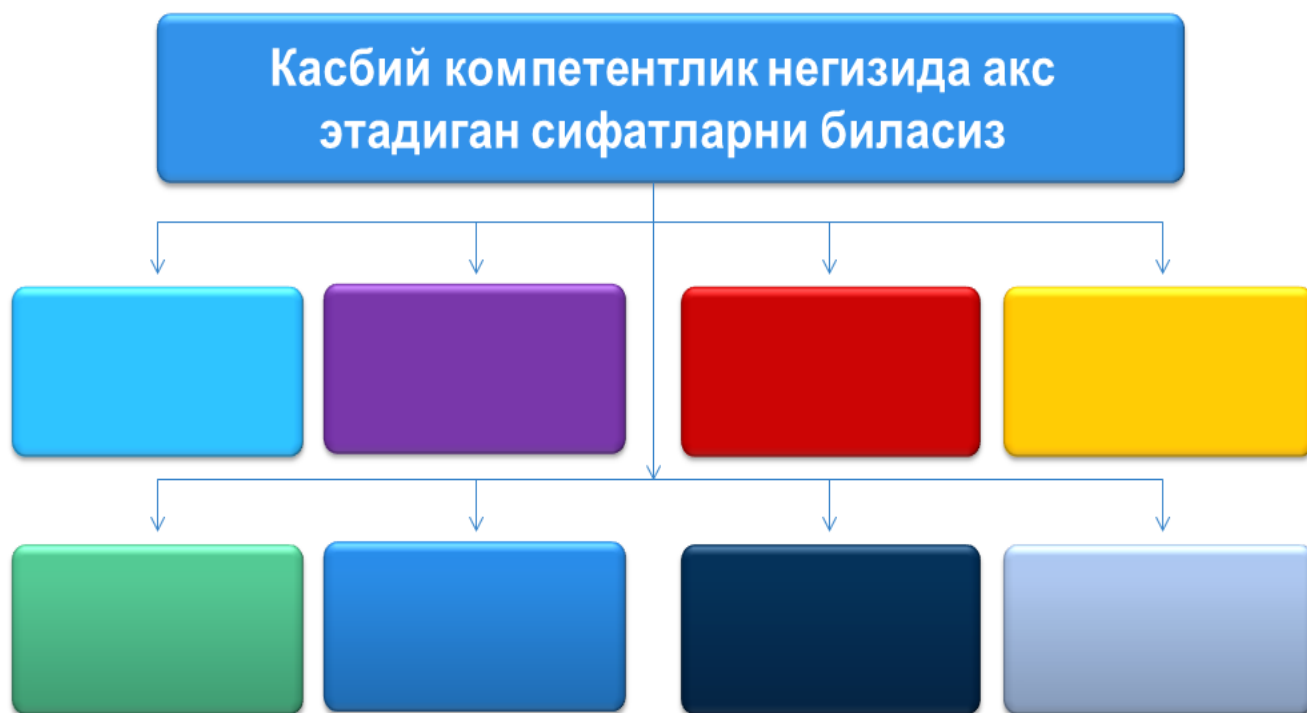 Касбий компетентлик негизида акс
этадиган сифатларни биласиз